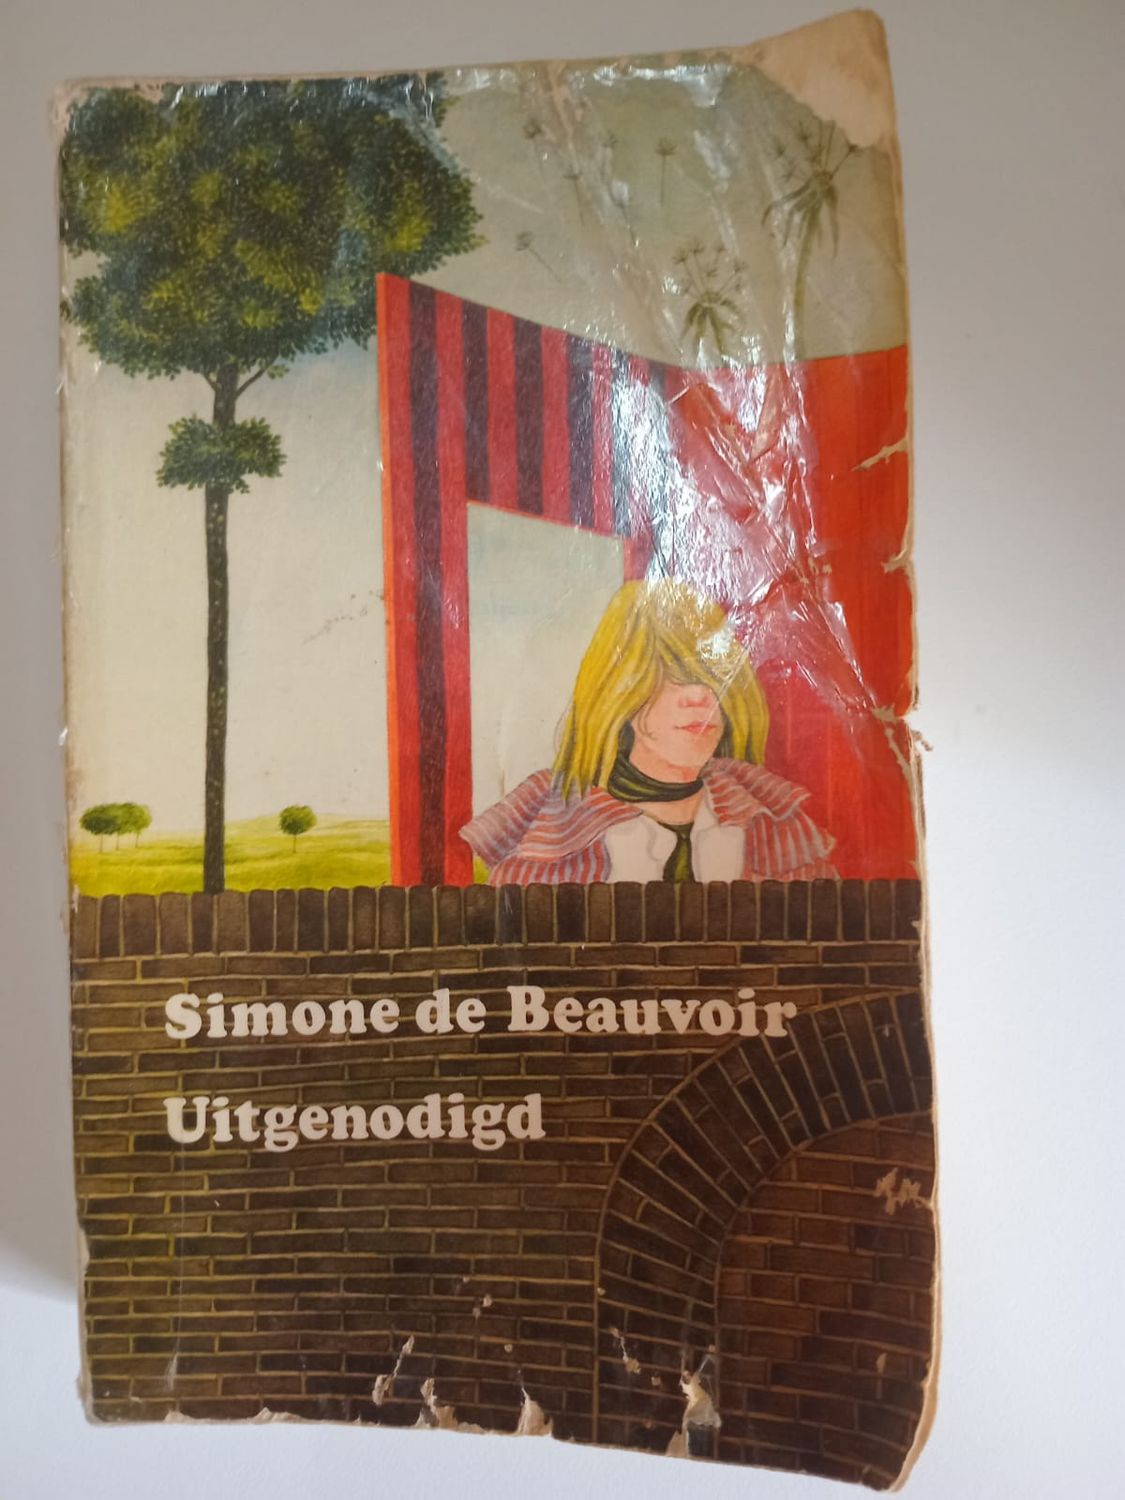 Simone de Beauvoir
Uitgenodigd